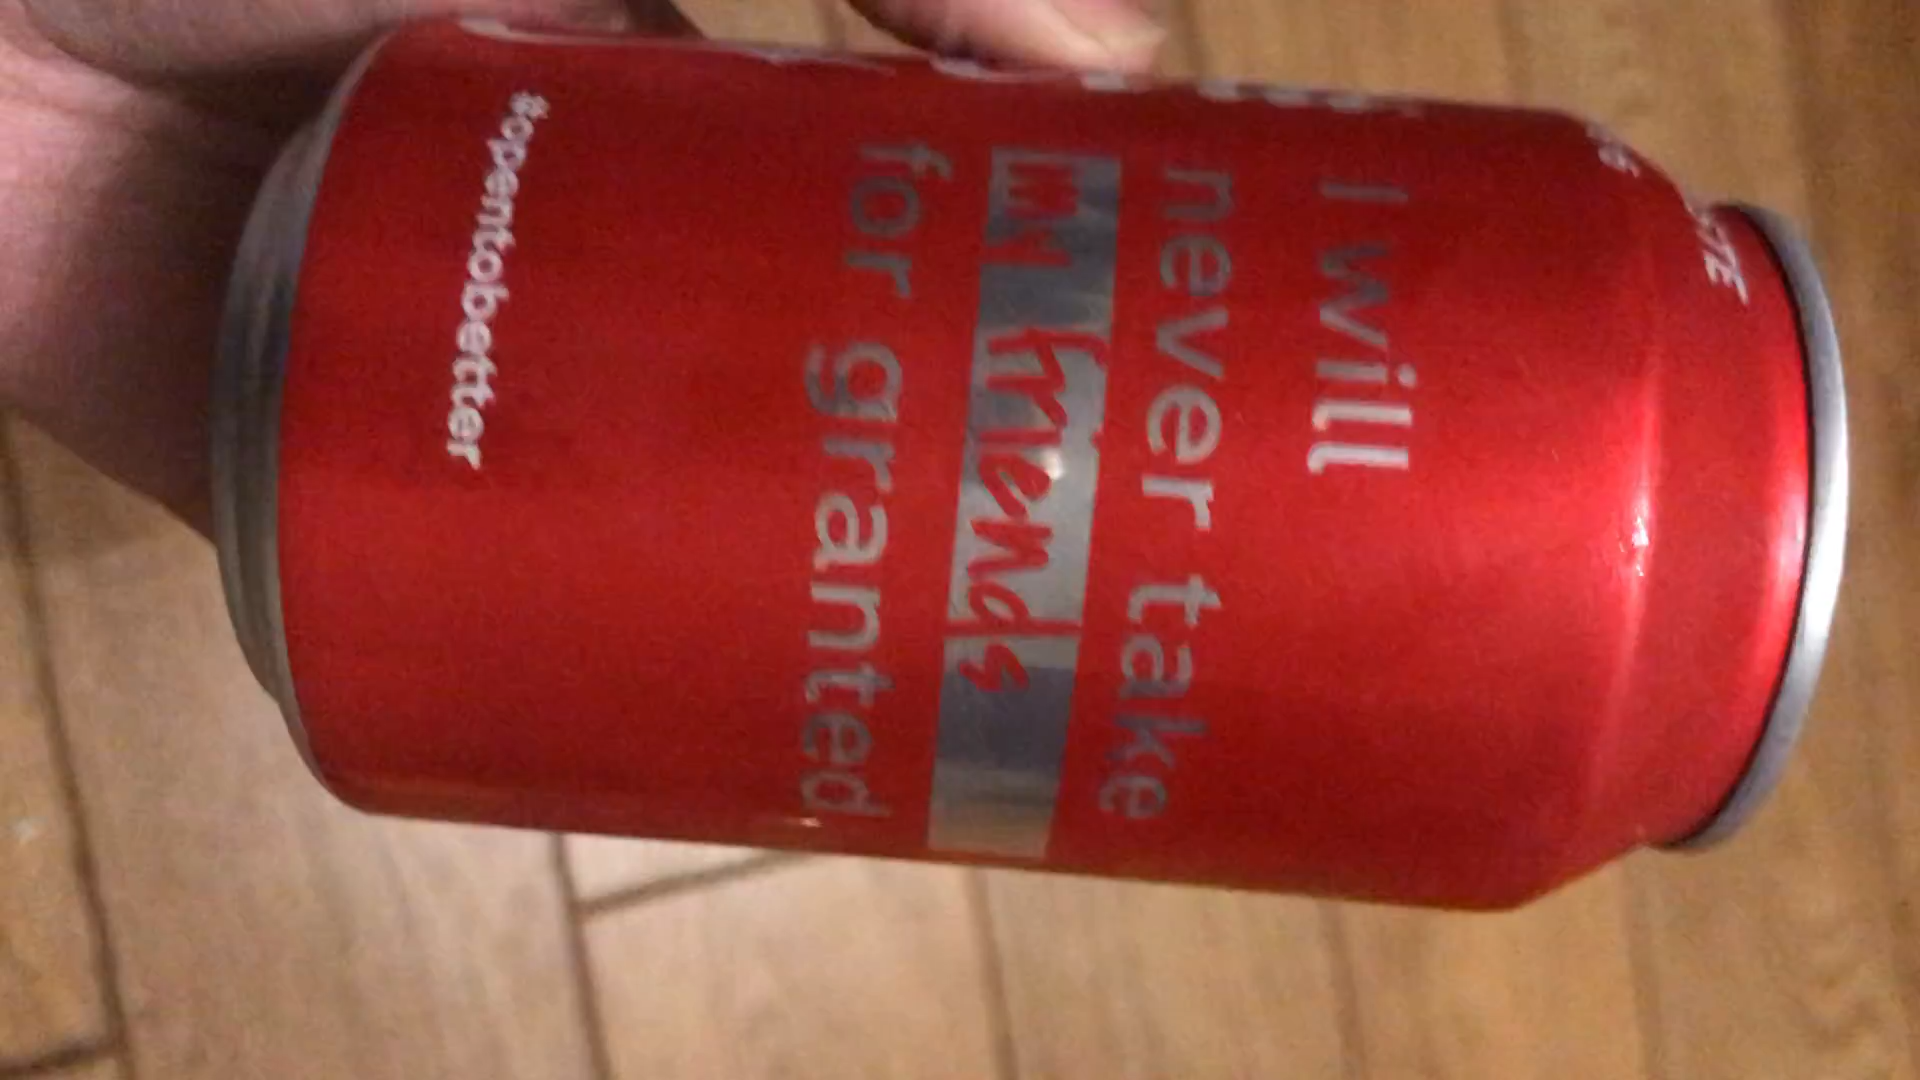 I will
never take
my friends
for granted
#opentobetter